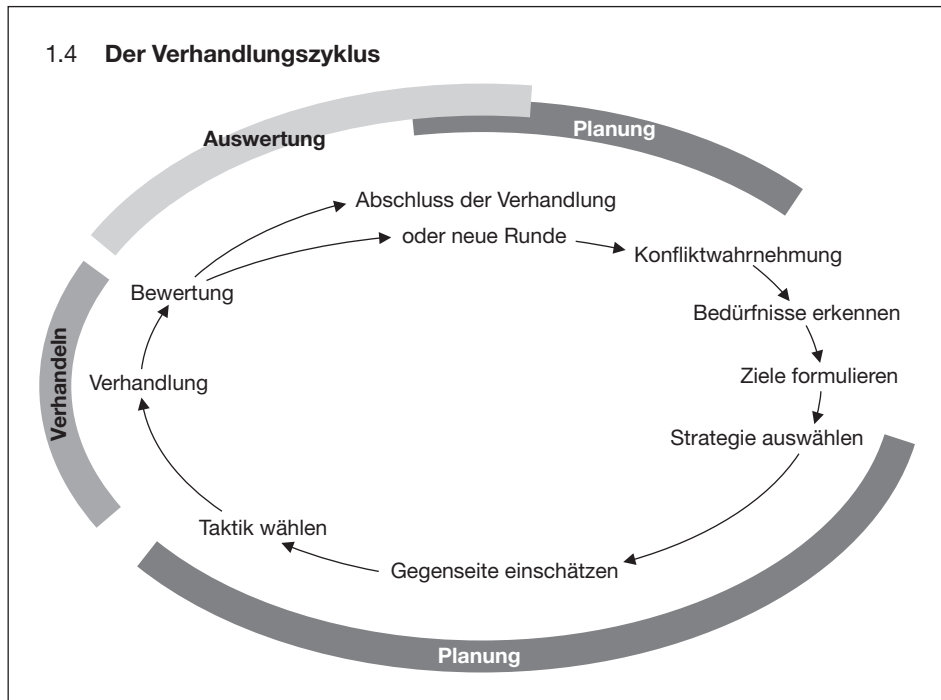 1.4 Der Verhandlungszyklus
Auswertung
Planung
Abschluss der Verhandlung
oder neue Runde
Konfliktwahrnehmung
Bedürfnisse erkennen
Ziele formulieren
Strategie auswählen
Gegenseite einschätzen
Taktik wählen
Verhandlung
Bewertung
Verhandeln
Planung